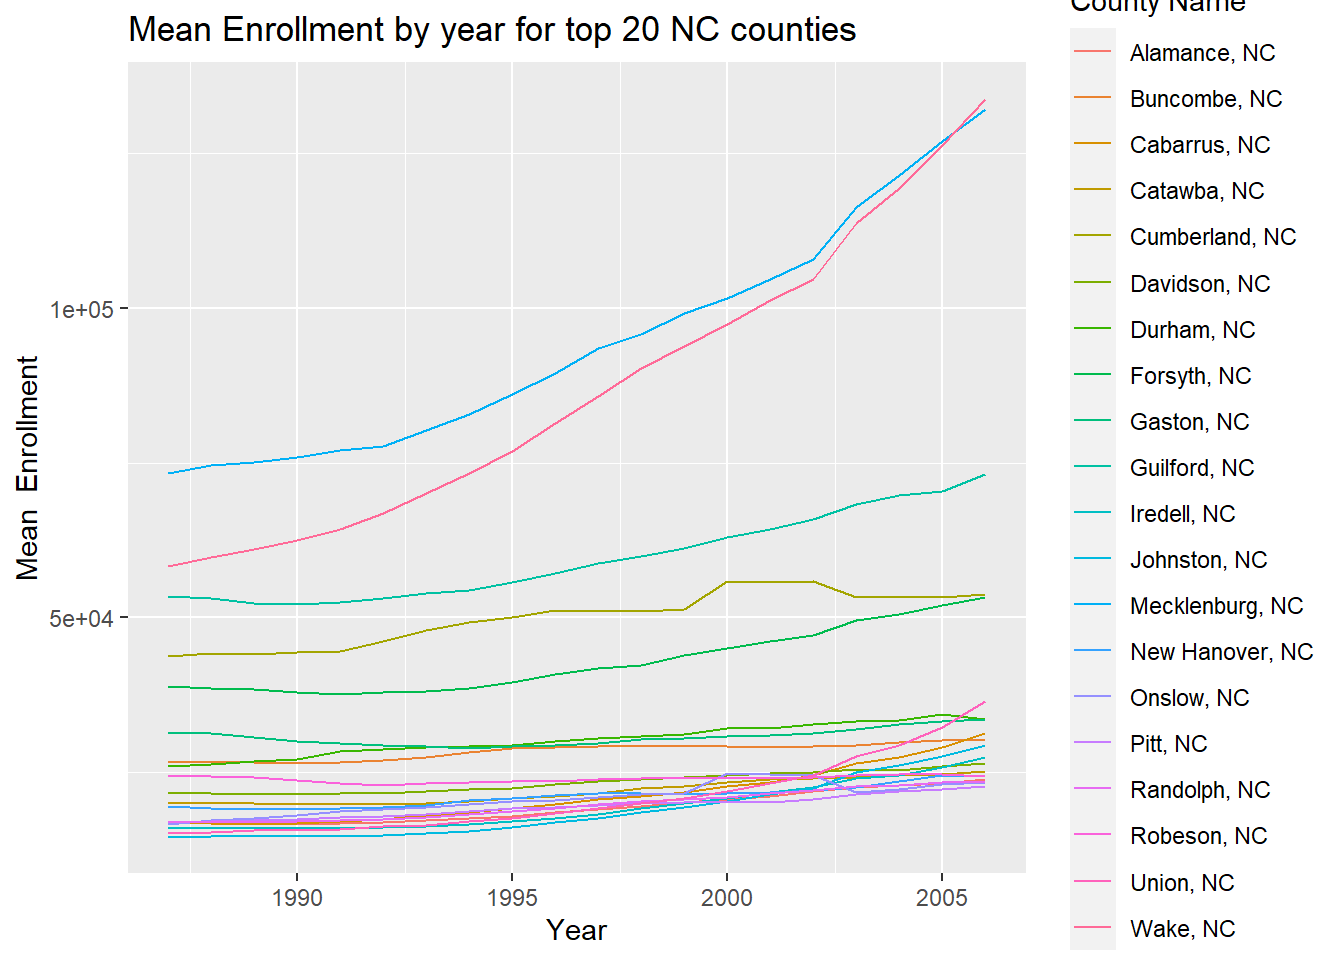 Mean Enrollment by year for top 20 NC counties
County Name
Alamance, NC
Buncombe, NC
Cabarrus, NC
Catawba, NC
Cumberland, NC
Davidson, NC
Durham, NC
Forsyth, NC
Gaston, NC
Guilford, NC
Iredell, NC
Johnston, NC
Mecklenburg, NC
New Hanover, NC
Onslow, NC
Pitt, NC
Randolph, NC
Robeson, NC
Union, NC
Wake, NC
Mean  Enrollment
1e+05
5e+04
1990
1995
2000
2005
Year